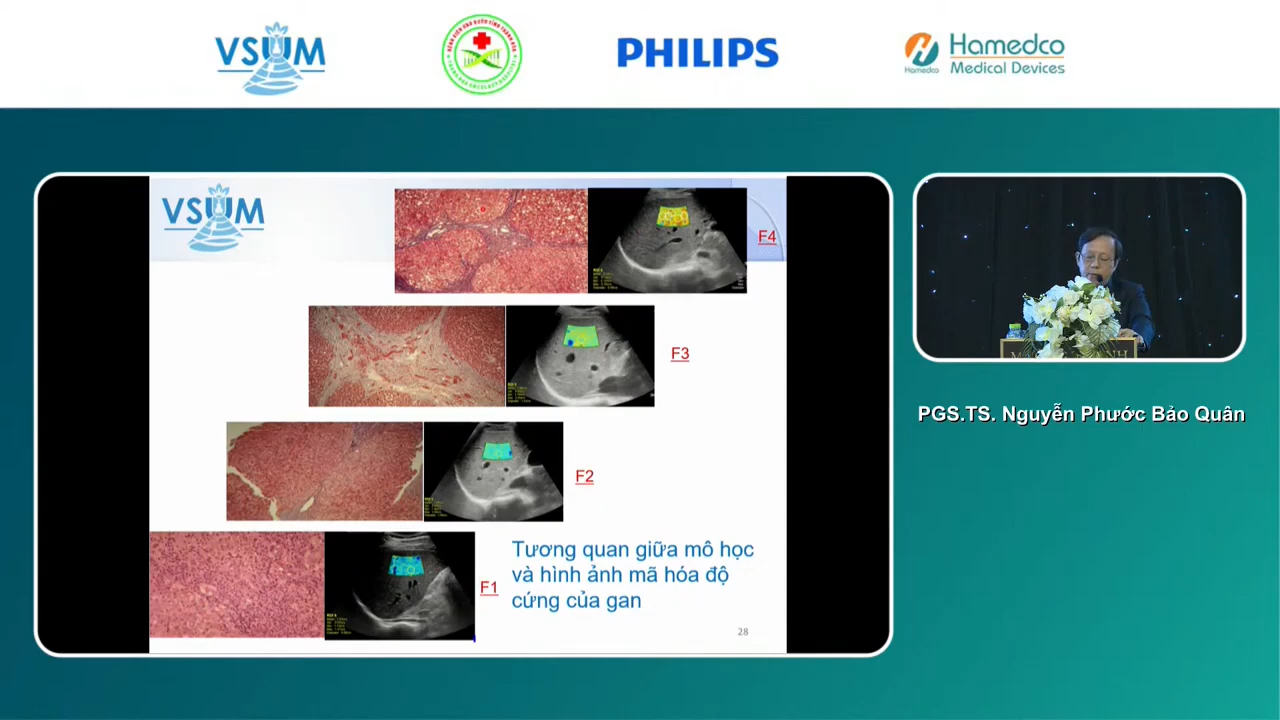 VSUM
PHILIPS
Hamedco
Hamedco
Medical Devices
VSUM
F4
F3
F2
F1
Tương quan giữa mô học
và hình ảnh mã hóa độ
cứng của gan
28
PGS.TS. Nguyễn Phước Bảo Quân